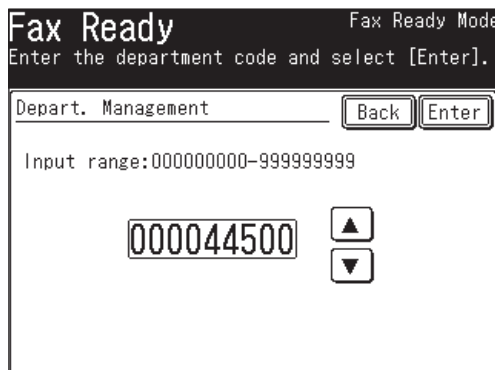 Fax Ready Fax Ready Mode
Enter the department code and select [Enter].
Depart. Management Back Enter
Input range:000000000-999999999
000044500